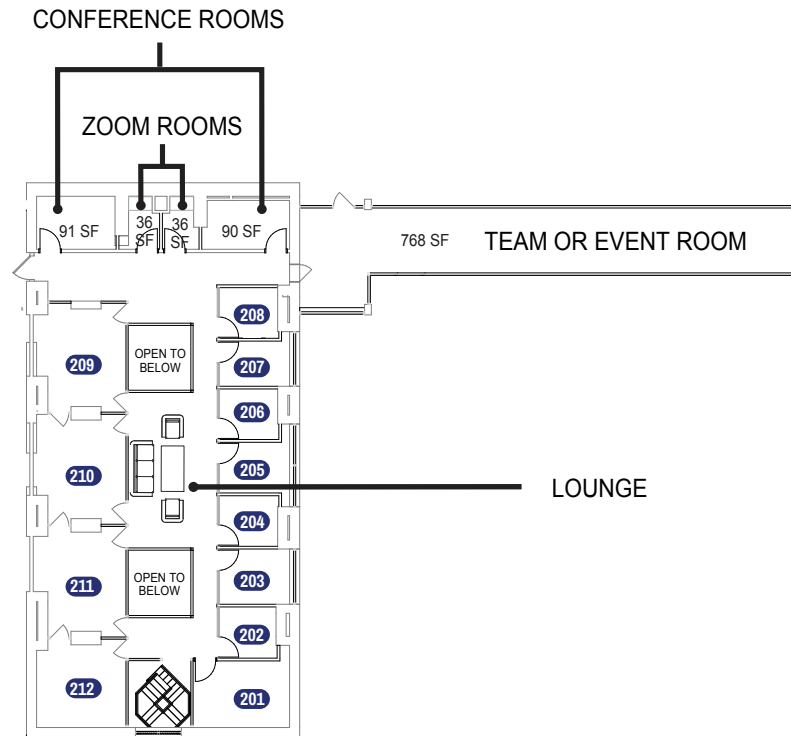 CONFERENCE ROOMS
ZOOM ROOMS
91 SF
36
SF
36
SF
90 SF
768 SF
TEAM OR EVENT ROOM
208
209
OPEN TO
BELOW
207
206
210
205
LOUNGE
204
211
OPEN TO
BELOW
203
202
212
201